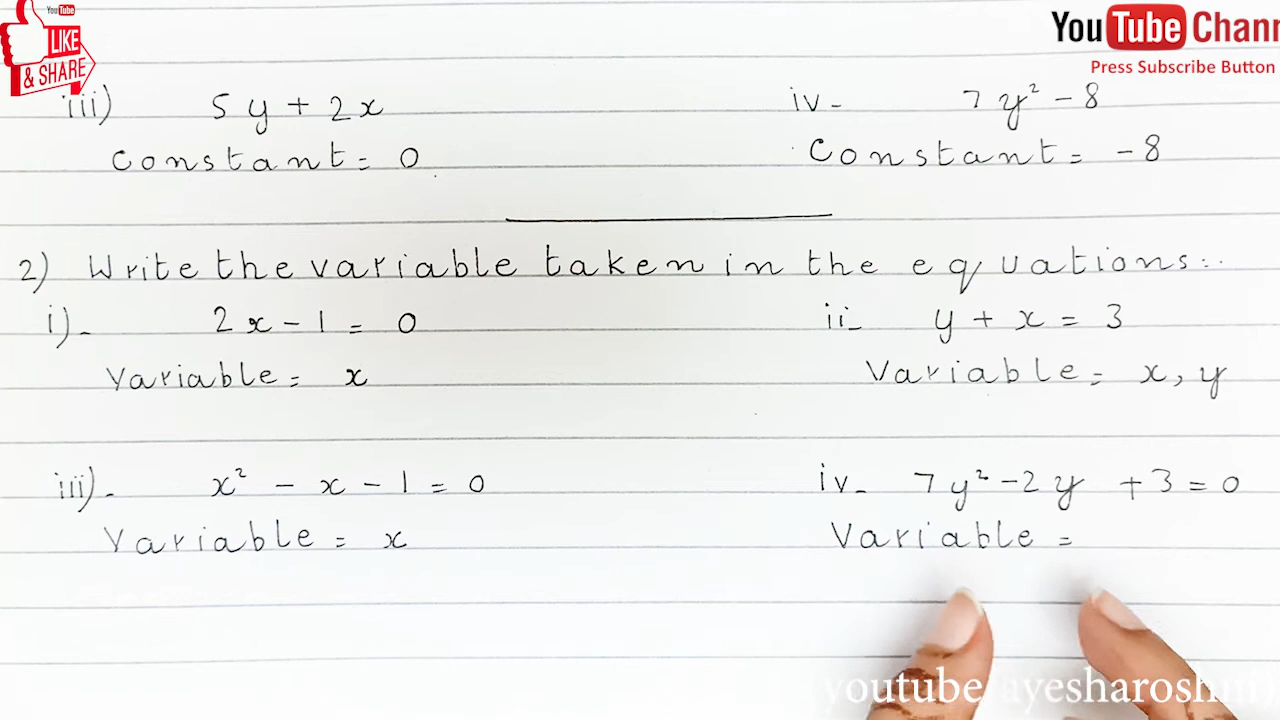 YouTube
LIKE
& SHARE
YouTube Chann
Press Subscribe Button
iii) 5y + 2x
Constant = 0
iv- 7y² - 8
Constant = -8
2) Write the variable taken in the equations:.
i)- 2x - 1 = 0
Variable = x
ii- y + x = 3
Variable = x, y
iii)- x² - x - 1 = 0
Variable = x
iv- 7y² - 2y + 3 = 0
Variable =
youtube/ayesharoshin